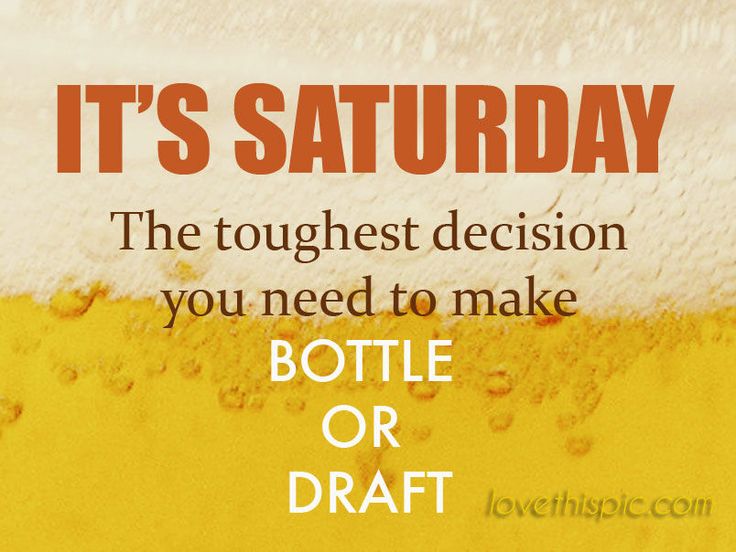 IT'S SATURDAY
The toughest decision
you need to make
BOTTLE
OR
DRAFT
lovethispic.com